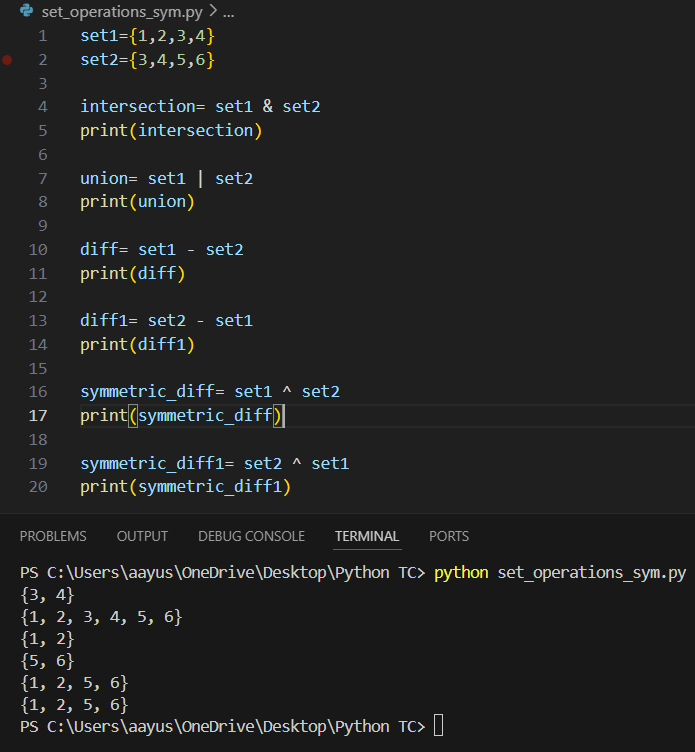 set_operations_sym.py > ...
1 set1={1,2,3,4}
2 set2={3,4,5,6}
3
4 intersection= set1 & set2
5 print(intersection)
6
7 union= set1 | set2
8 print(union)
9
10 diff= set1 - set2
11 print(diff)
12
13 diff1= set2 - set1
14 print(diff1)
15
16 symmetric_diff= set1 ^ set2
17 print(symmetric_diff)
18
19 symmetric_diff1= set2 ^ set1
20 print(symmetric_diff1)
PROBLEMS OUTPUT DEBUG CONSOLE TERMINAL PORTS
PS C:\Users\aayus\OneDrive\Desktop\Python TC> python set_operations_sym.py
{3, 4}
{1, 2, 3, 4, 5, 6}
{1, 2}
{5, 6}
{1, 2, 5, 6}
{1, 2, 5, 6}
PS C:\Users\aayus\OneDrive\Desktop\Python TC>